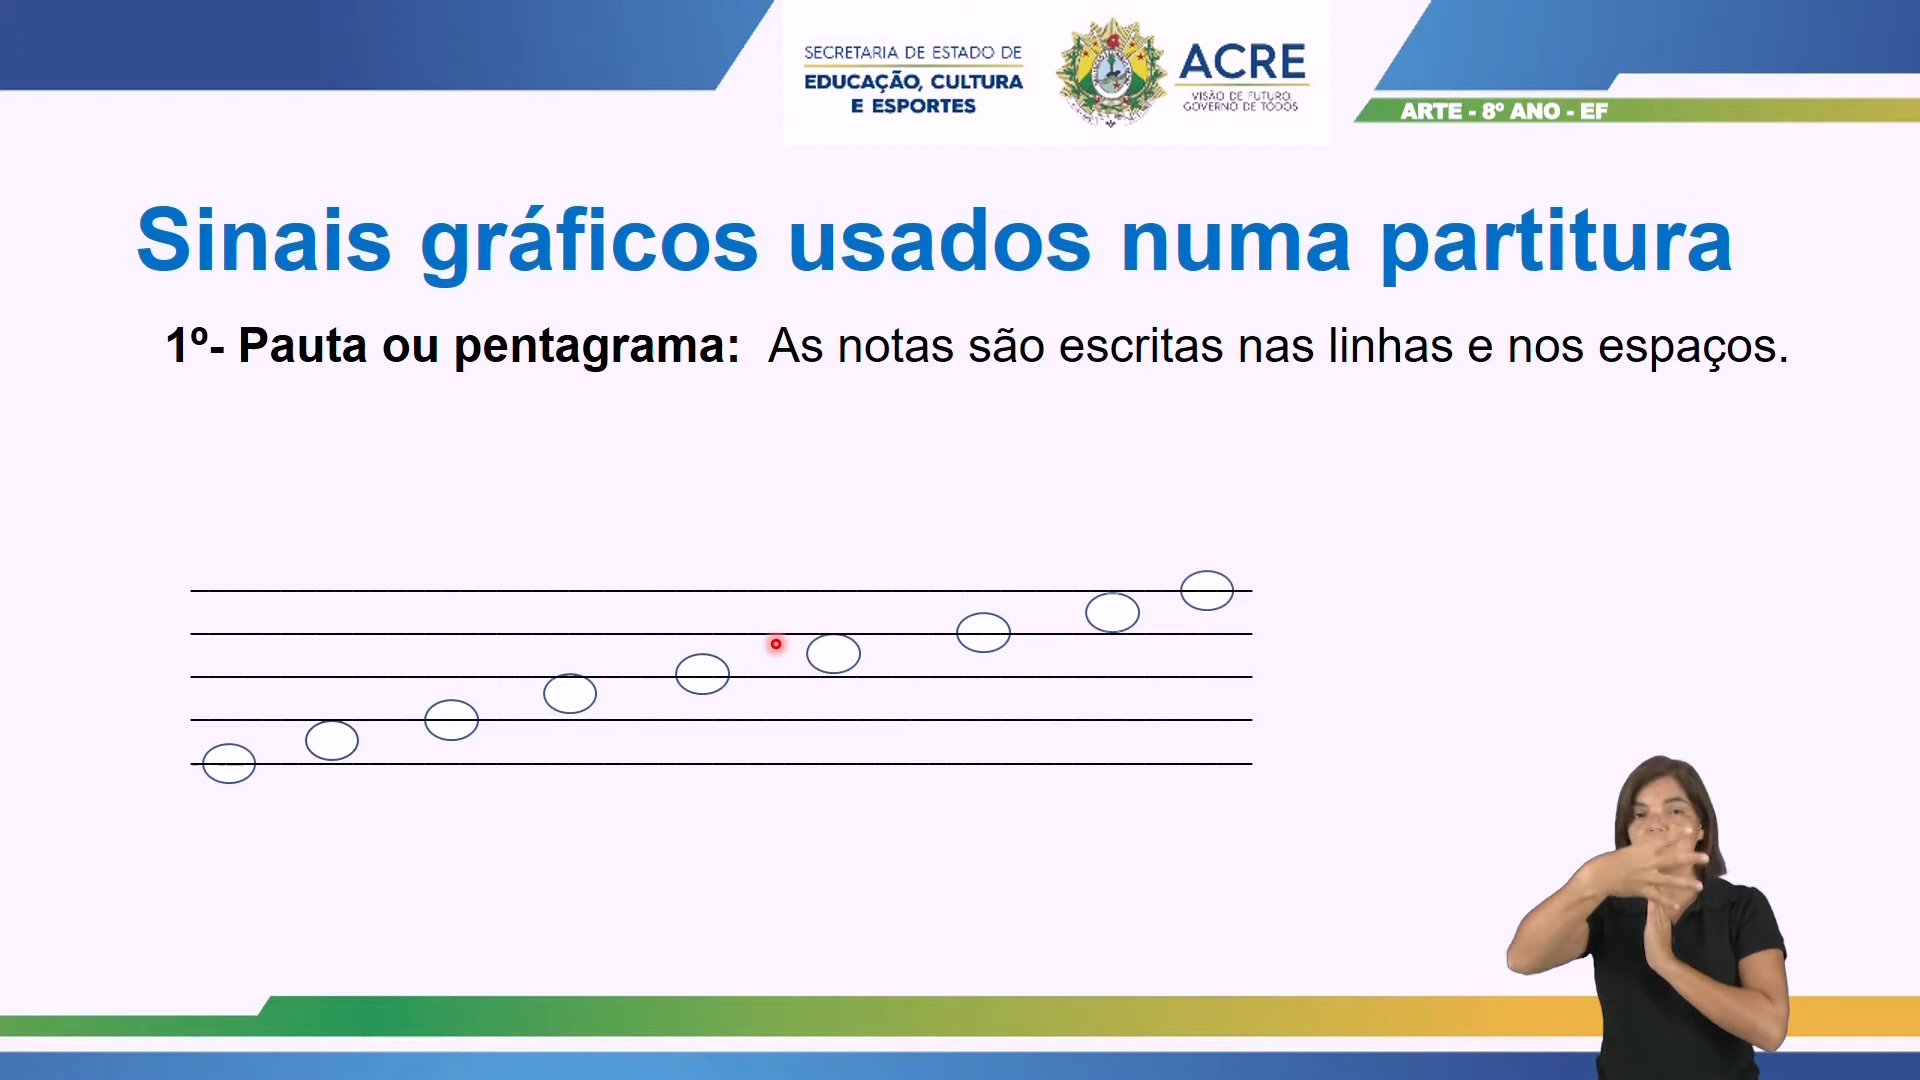 SECRETARIA DE ESTADO DE
EDUCAÇÃO, CULTURA
E ESPORTES
ACRE
VISÃO DE FUTURO,
GOVERNO DE TODOS
ARTE - 8º ANO - EF
Sinais gráficos usados numa partitura
1º- Pauta ou pentagrama: As notas são escritas nas linhas e nos espaços.